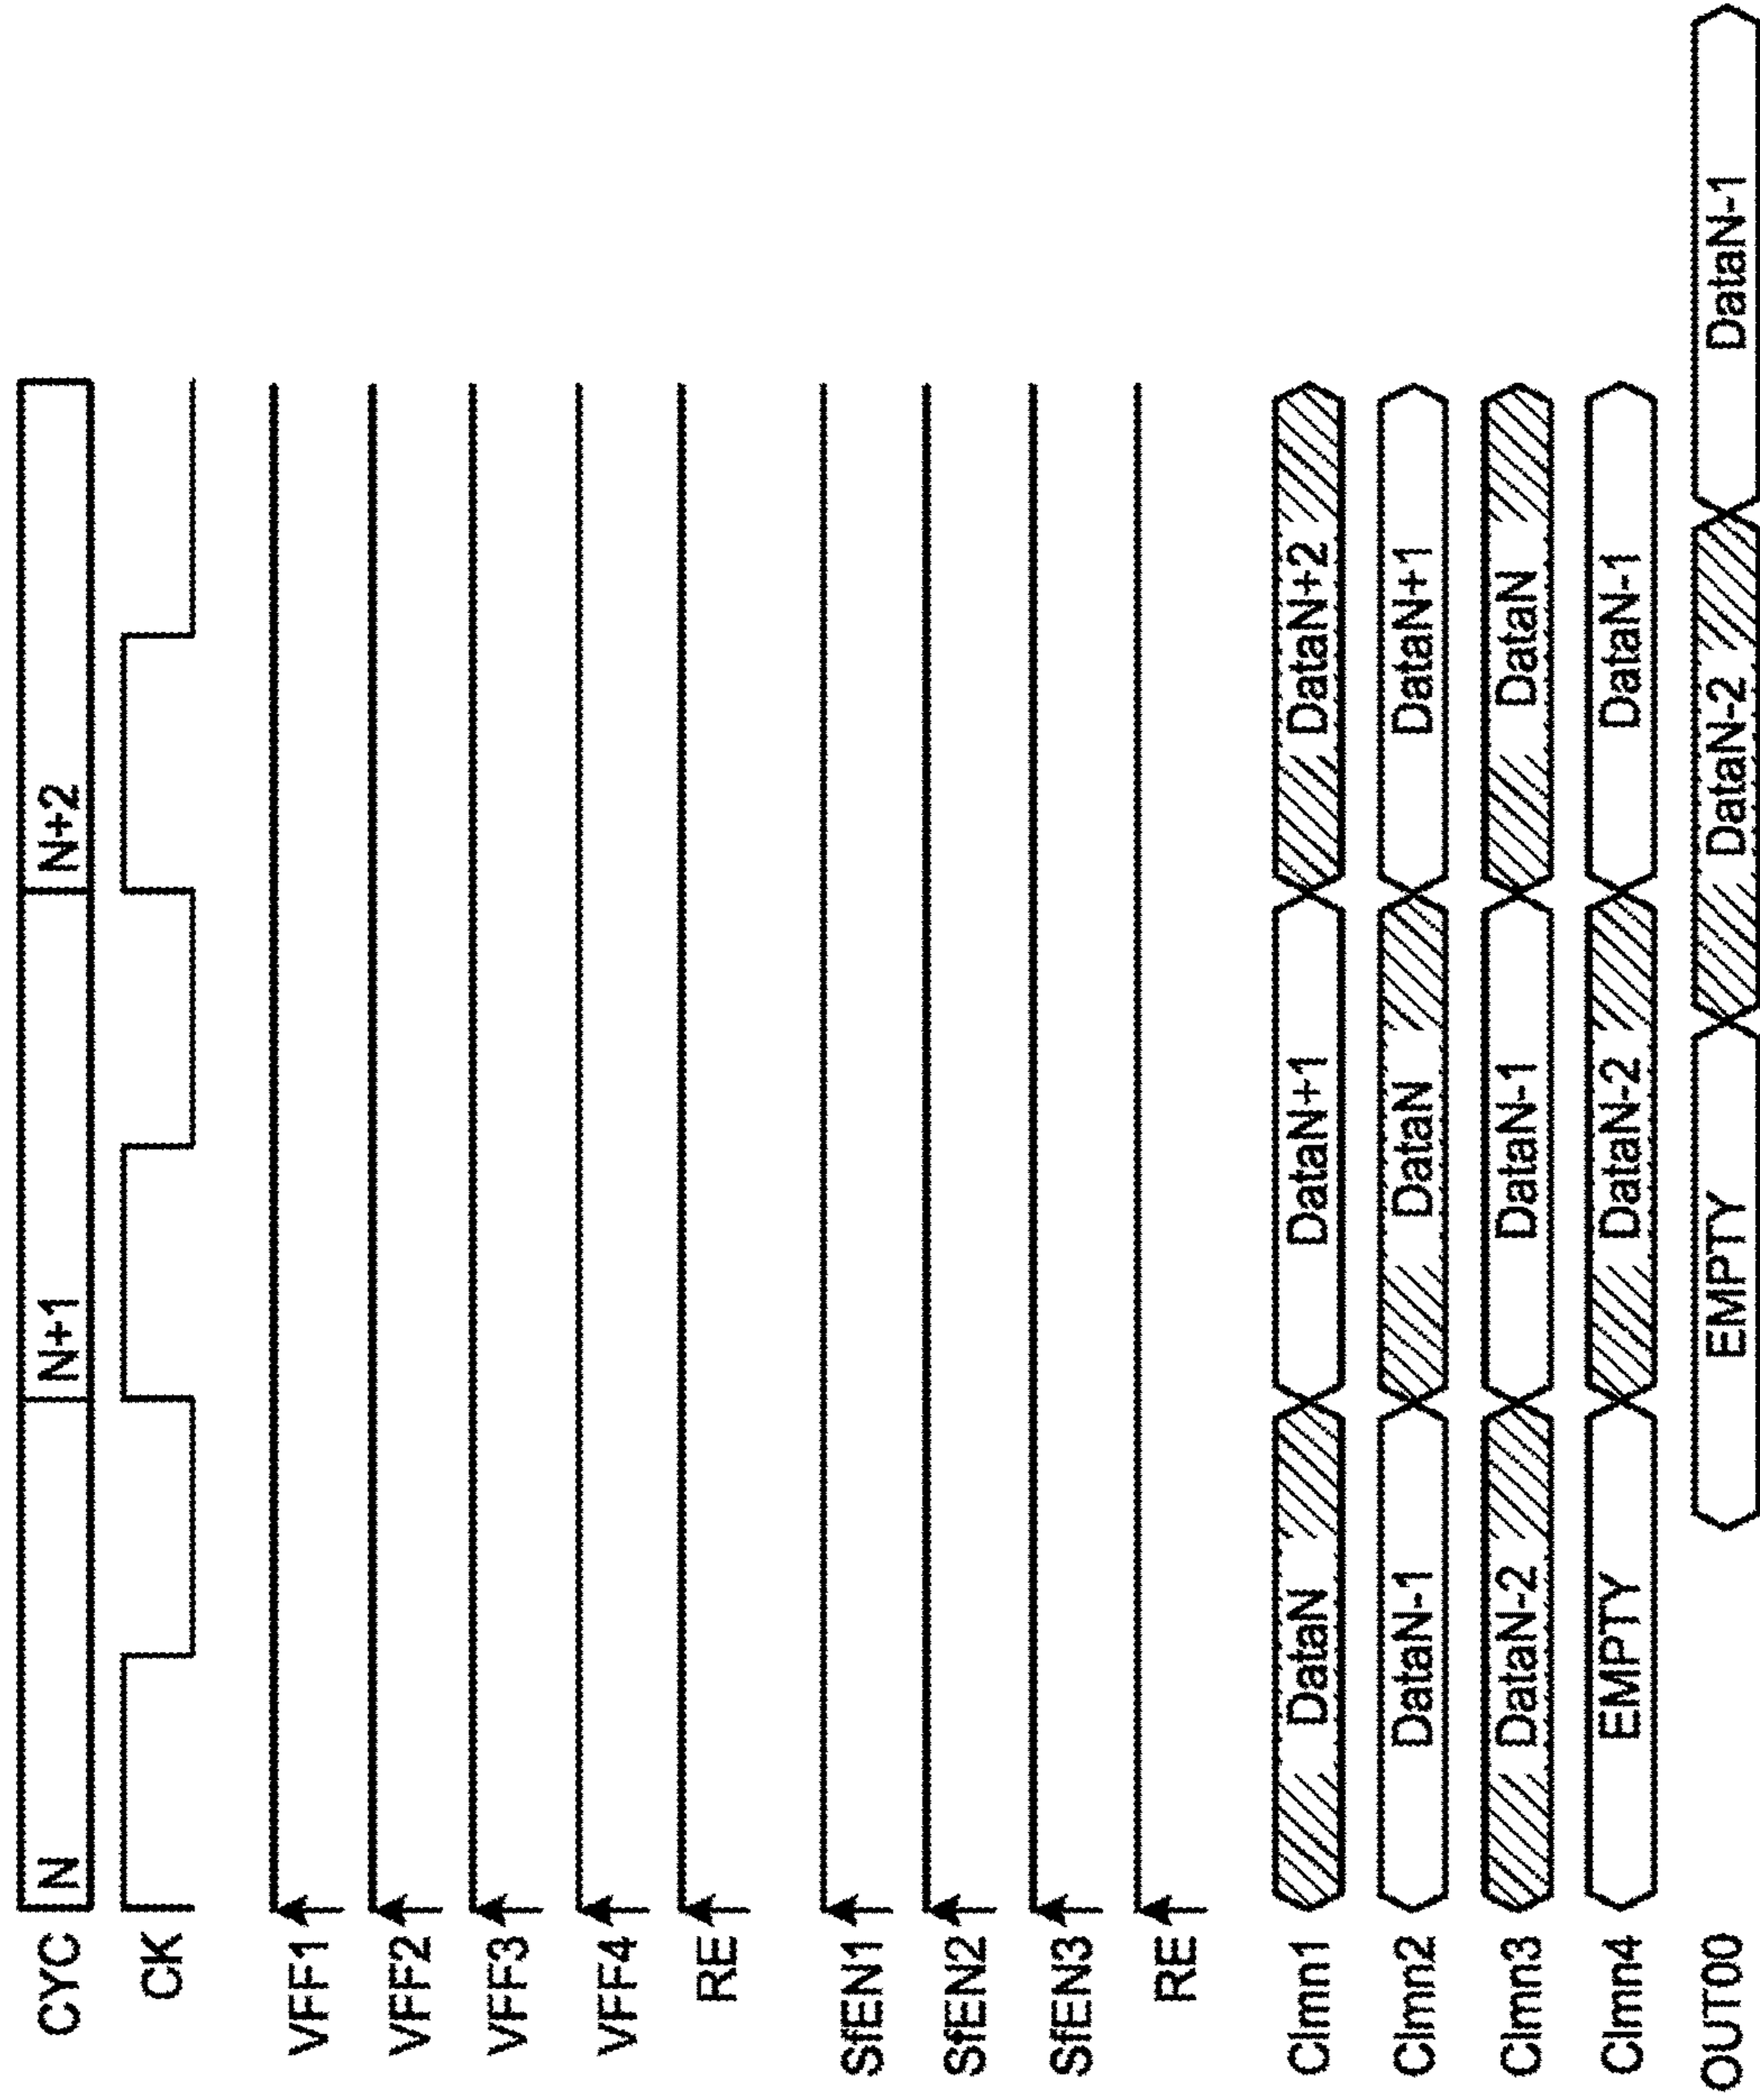 CYC N N+1 N+2
CK
VFF1
VFF2
VFF3
VFF4
RE
SfEN1
SfEN2
SfEN3
RE
Clmn1 DataN DataN+1 DataN+2
Clmn2 DataN-1 DataN DataN+1
Clmn3 DataN-2 DataN-1 DataN
Clmn4 EMPTY DataN-2 DataN-1
OUT00 EMPTY DataN-2 DataN-1